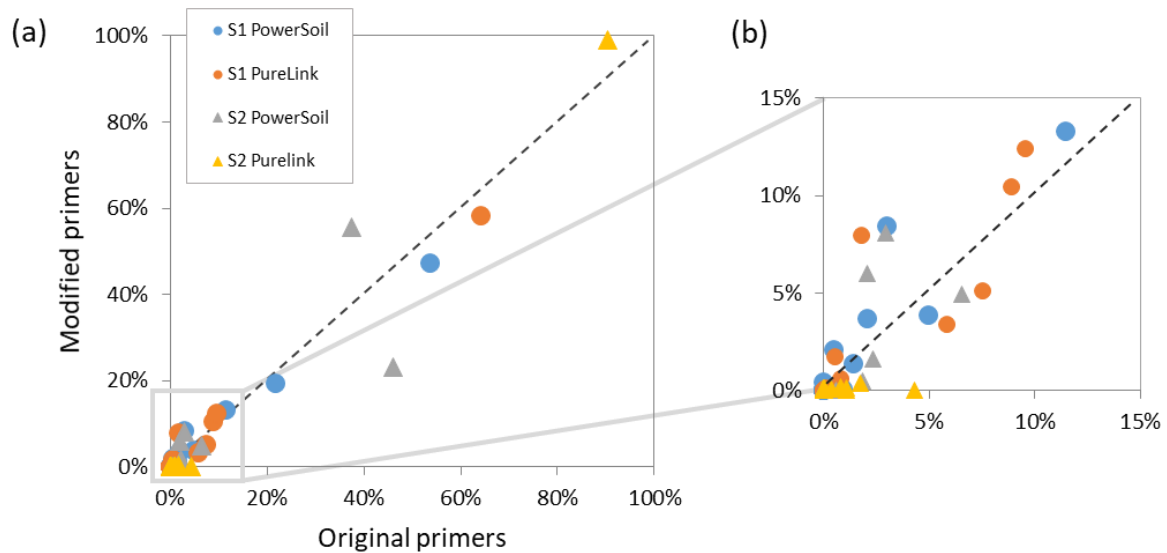 (a)
(b)
S1 PowerSoil
S1 PureLink
S2 PowerSoil
S2 Purelink
100%
80%
60%
40%
20%
0%
0%
20%
40%
60%
80%
100%
Modified primers
Original primers
15%
10%
5%
0%
0%
5%
10%
15%